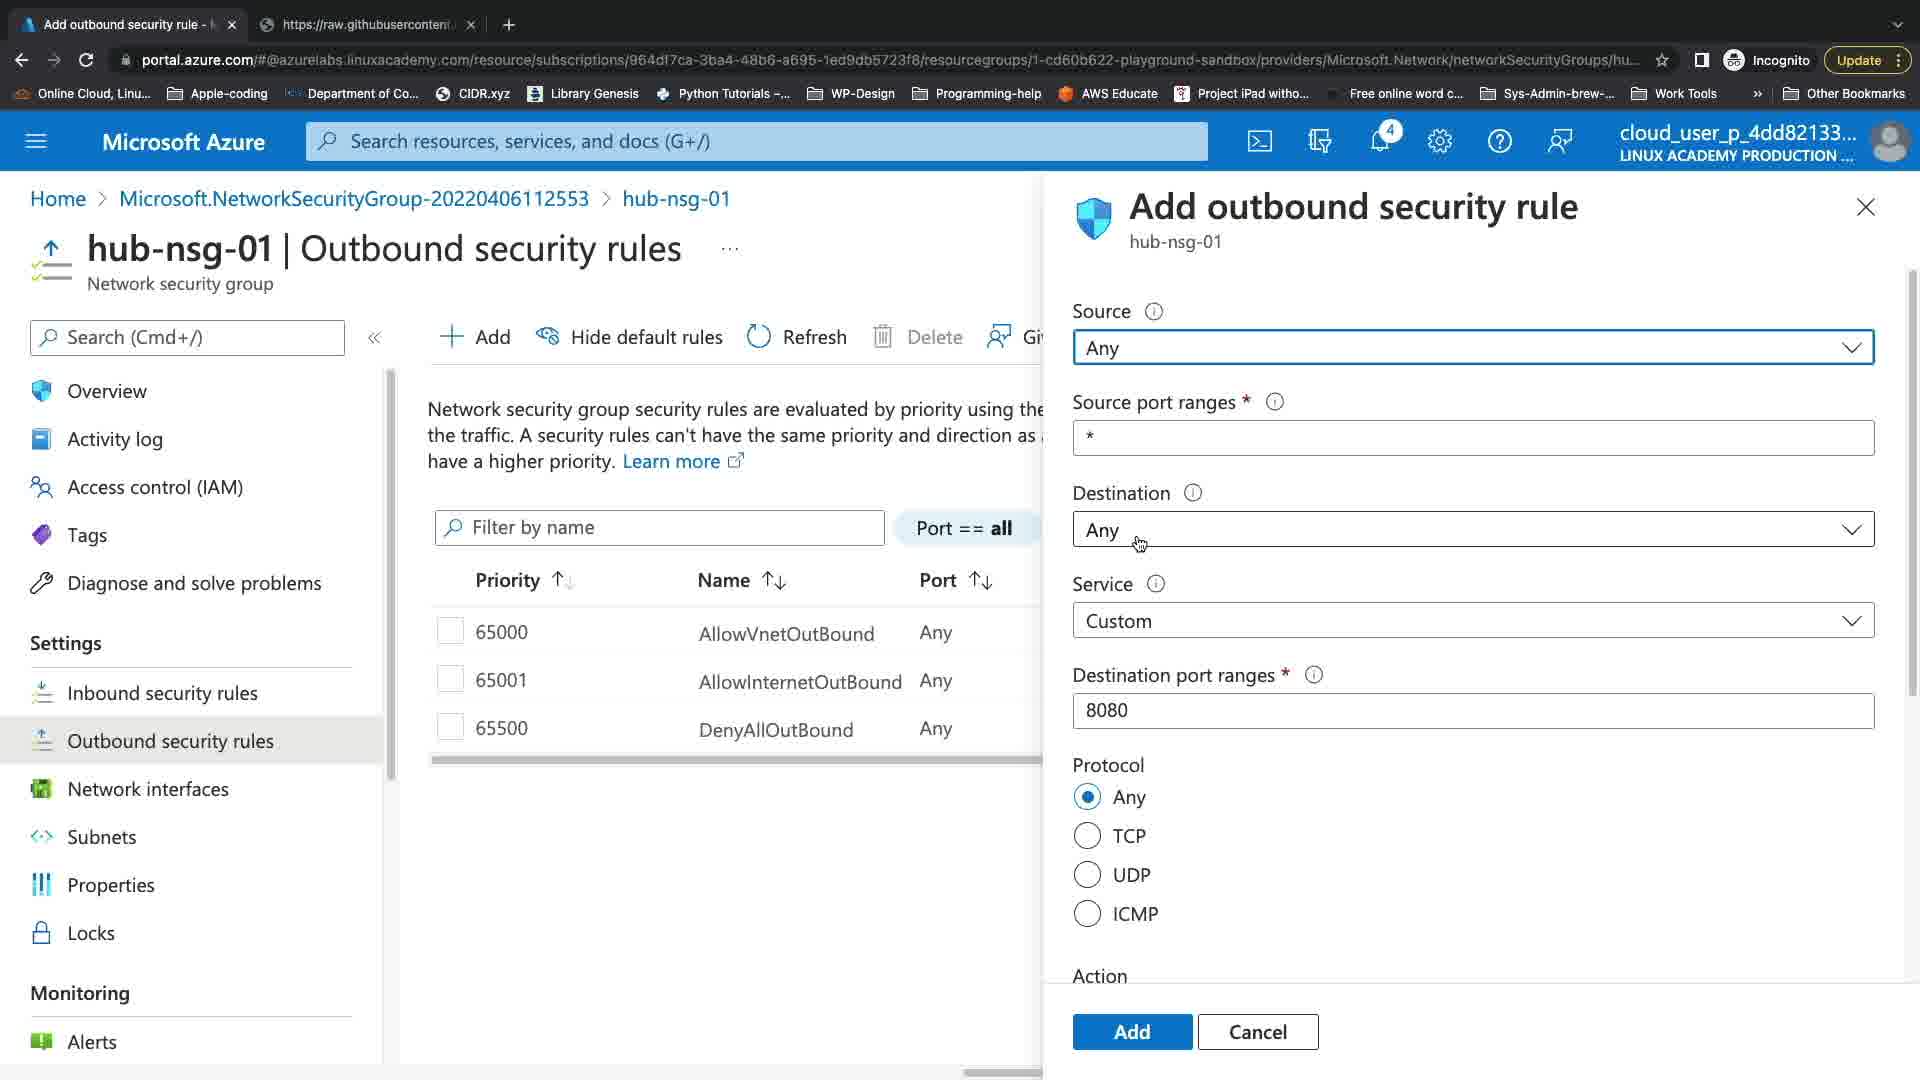 Add outbound security rule -
https://raw.githubusercontent.
portal.azure.com/#@azurelabs.linuxacademy.com/resource/subscriptions/964df7ca-3ba4-48b6-a695-1ed9db5723f8/resourcegroups/1-cd60b622-playground-sandbox/providers/Microsoft.Network/networkSecurityGroups/hu...
Incognito
Update
Online Cloud, Linu...
Apple-coding
Department of Co...
CIDR.xyz
Library Genesis
Python Tutorials –...
WP-Design
Programming-help
AWS Educate
Project iPad witho...
Free online word c...
Sys-Admin-brew-...
Work Tools
»
Other Bookmarks
Microsoft Azure
Search resources, services, and docs (G+/)
4
cloud_user_p_4dd82133...
LINUX ACADEMY PRODUCTION ...
Home > Microsoft.NetworkSecurityGroup-20220406112553 > hub-nsg-01
hub-nsg-01 | Outbound security rules ...
Network security group
Search (Cmd+/)
«
Overview
Activity log
Access control (IAM)
Tags
Diagnose and solve problems
Settings
Inbound security rules
Outbound security rules
Network interfaces
Subnets
Properties
Locks
Monitoring
Alerts
Add
Hide default rules
Refresh
Delete
Gi
Network security group security rules are evaluated by priority using the
the traffic. A security rules can't have the same priority and direction as
have a higher priority. Learn more
Filter by name
Port == all
Priority Name Port
65000 AllowVnetOutBound Any
65001 AllowInternetOutBound Any
65500 DenyAllOutBound Any
Add outbound security rule
hub-nsg-01
Source
Any
Source port ranges *
*
Destination
Any
Service
Custom
Destination port ranges *
8080
Protocol
Any
TCP
UDP
ICMP
Action
Add
Cancel